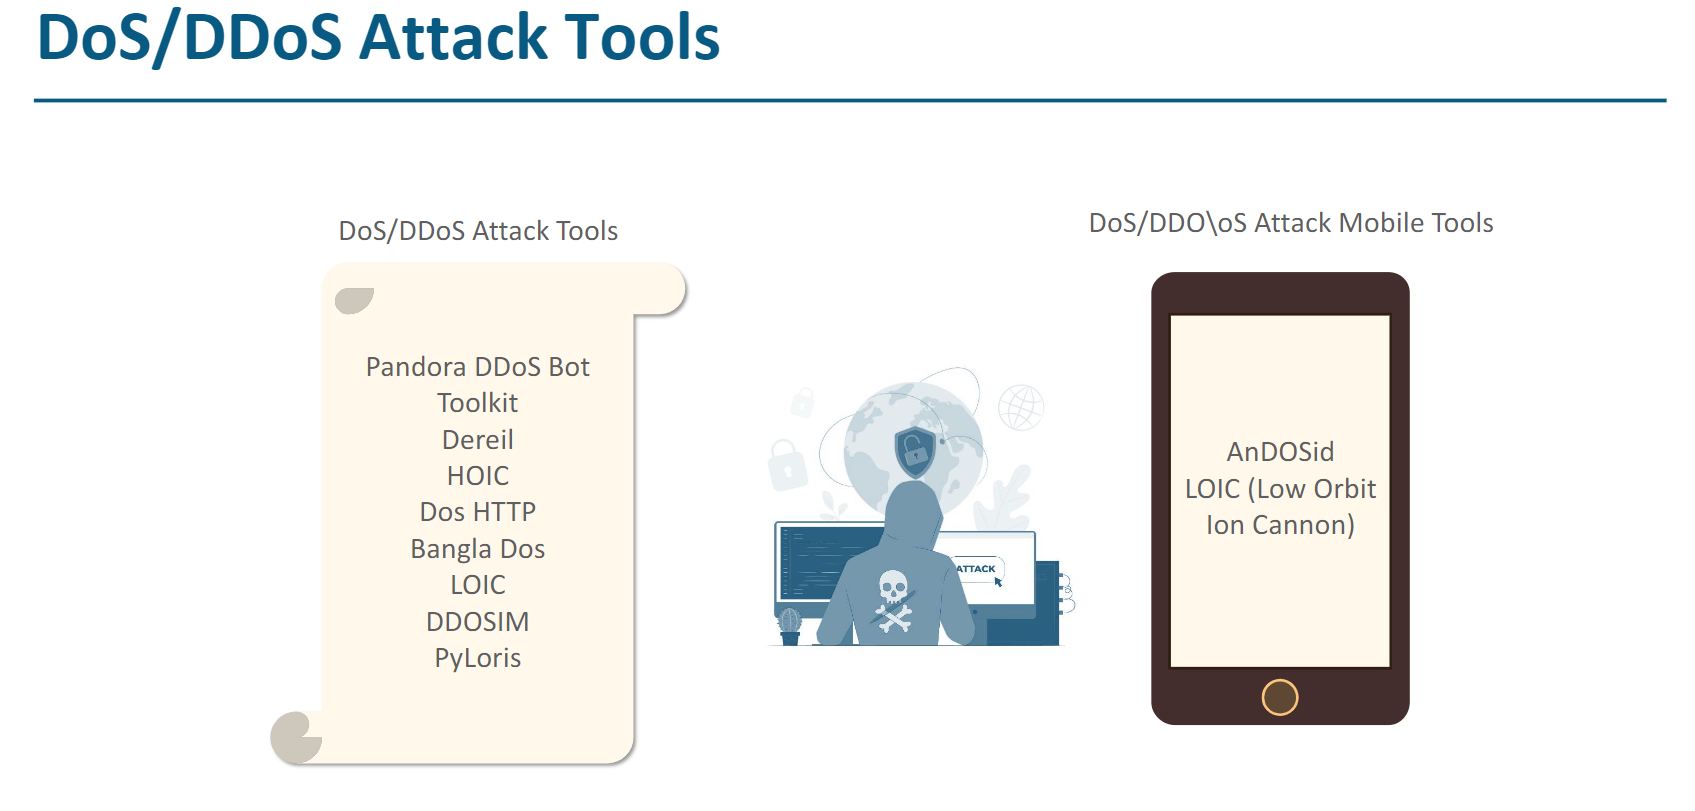 DoS/DDoS Attack Tools
DoS/DDoS Attack Tools
Pandora DDoS Bot
Toolkit
Dereil
HOIC
Dos HTTP
Bangla Dos
LOIC
DDOSIM
PyLoris
ATTACK
DoS/DDO\oS Attack Mobile Tools
AnDOSid
LOIC (Low Orbit
Ion Cannon)